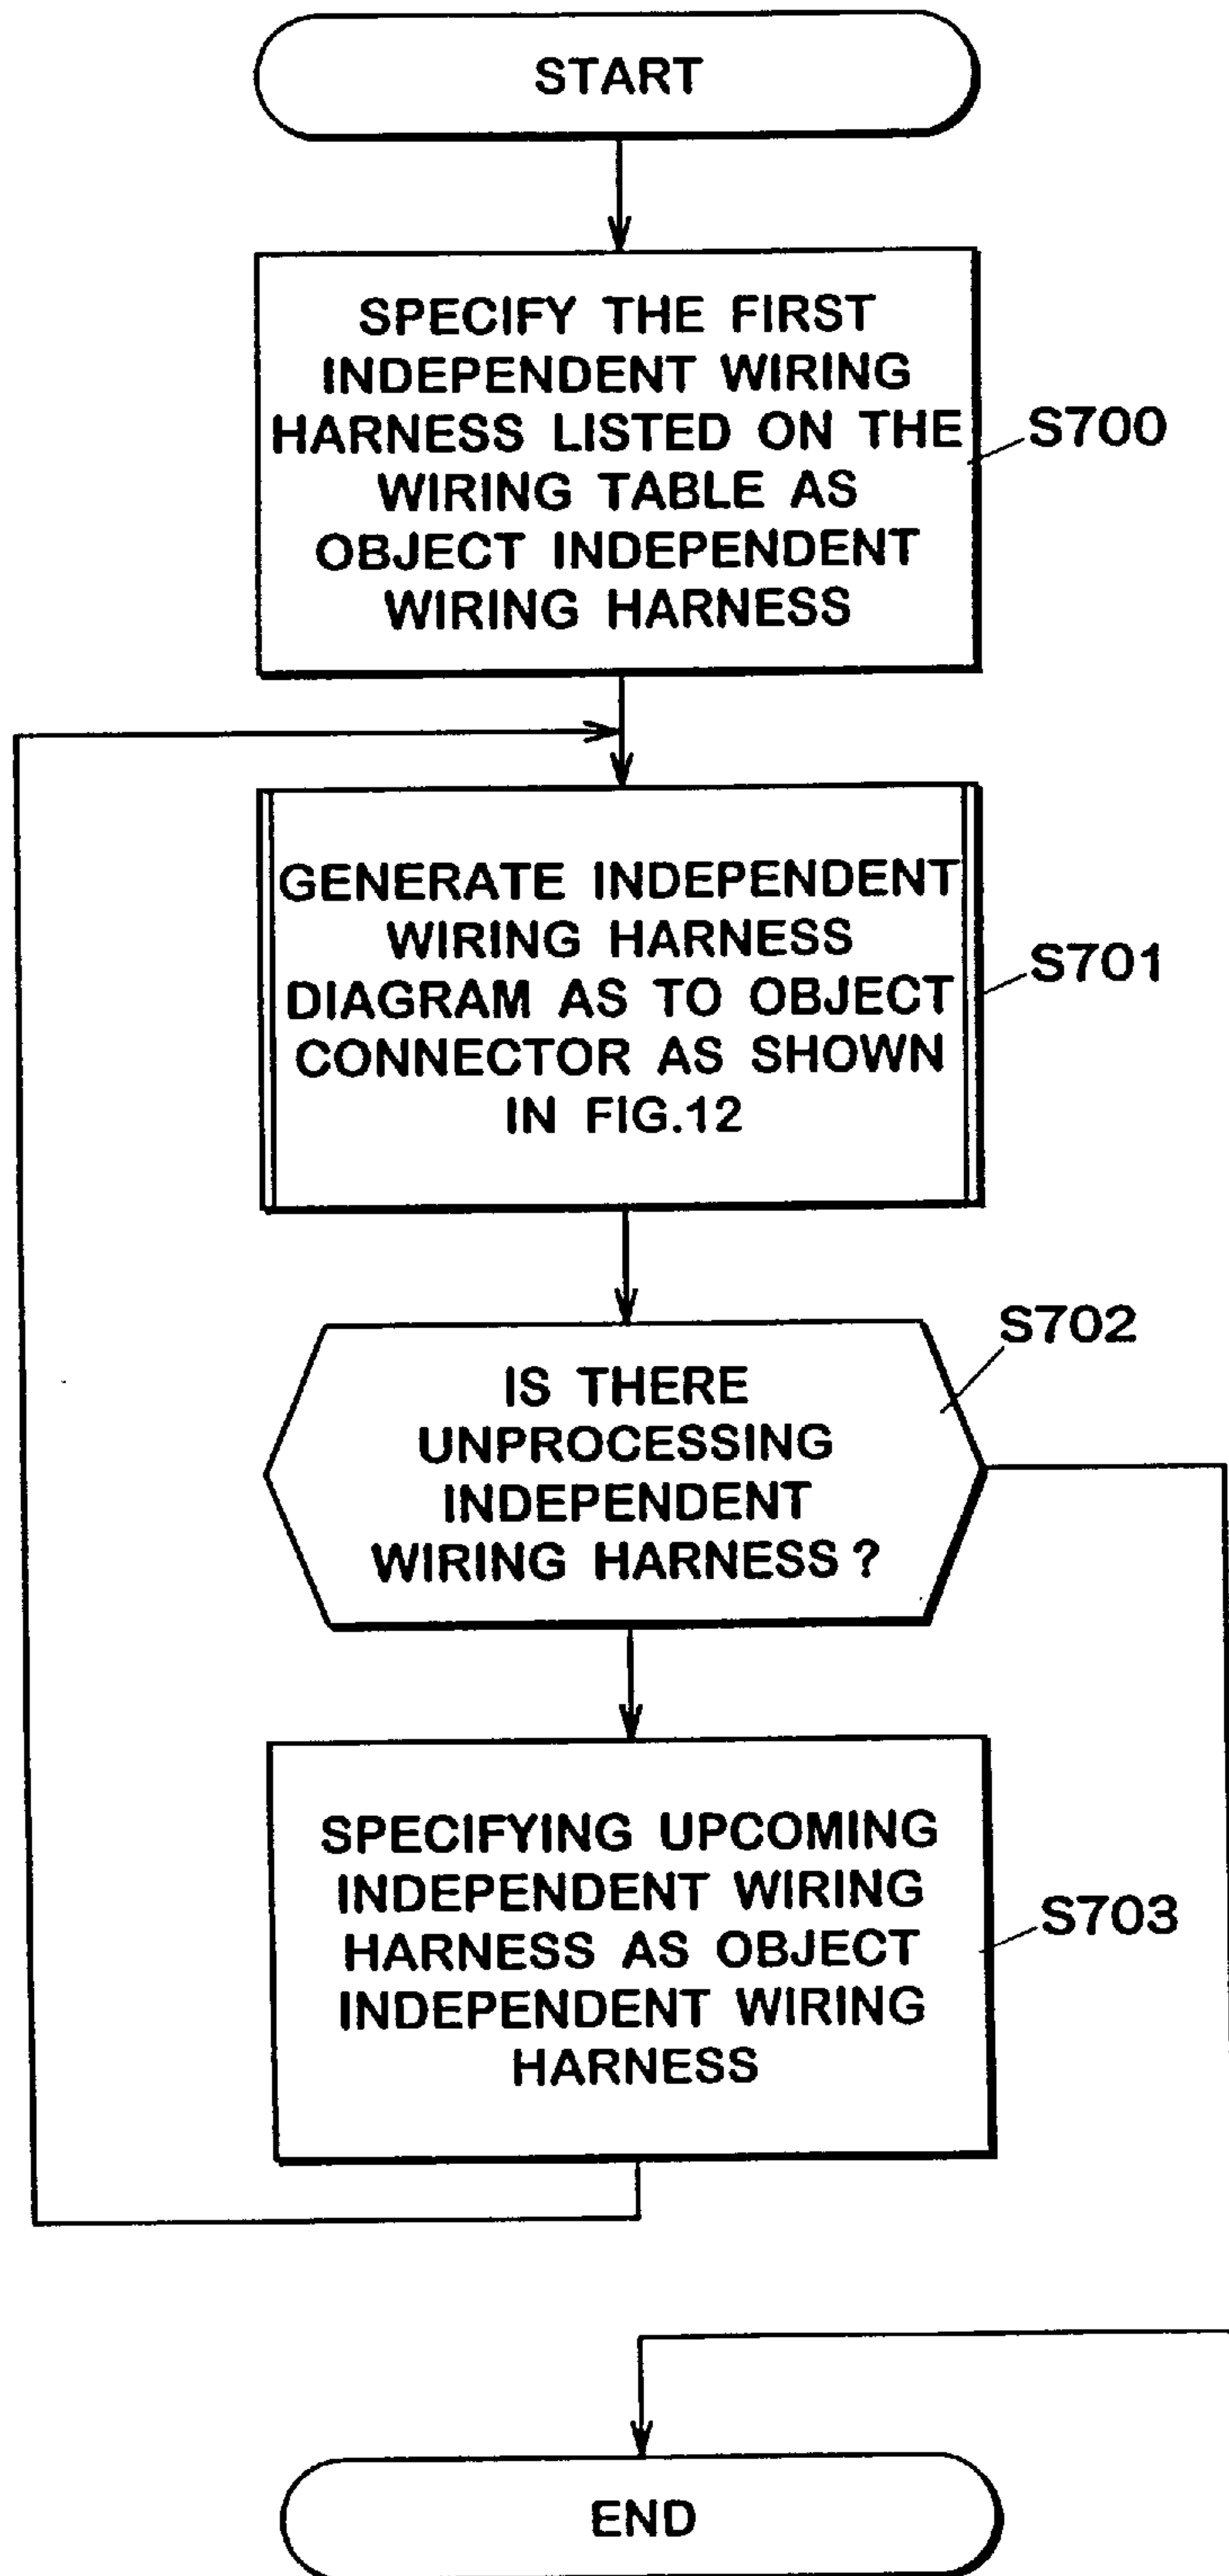 START
SPECIFY THE FIRST
INDEPENDENT WIRING
HARNESS LISTED ON THE
WIRING TABLE AS
OBJECT INDEPENDENT
WIRING HARNESS
S700
GENERATE INDEPENDENT
WIRING HARNESS
DIAGRAM AS TO OBJECT
CONNECTOR AS SHOWN
IN FIG.12
S701
IS THERE
UNPROCESSING
INDEPENDENT
WIRING HARNESS ?
S702
SPECIFYING UPCOMING
INDEPENDENT WIRING
HARNESS AS OBJECT
INDEPENDENT WIRING
HARNESS
S703
END